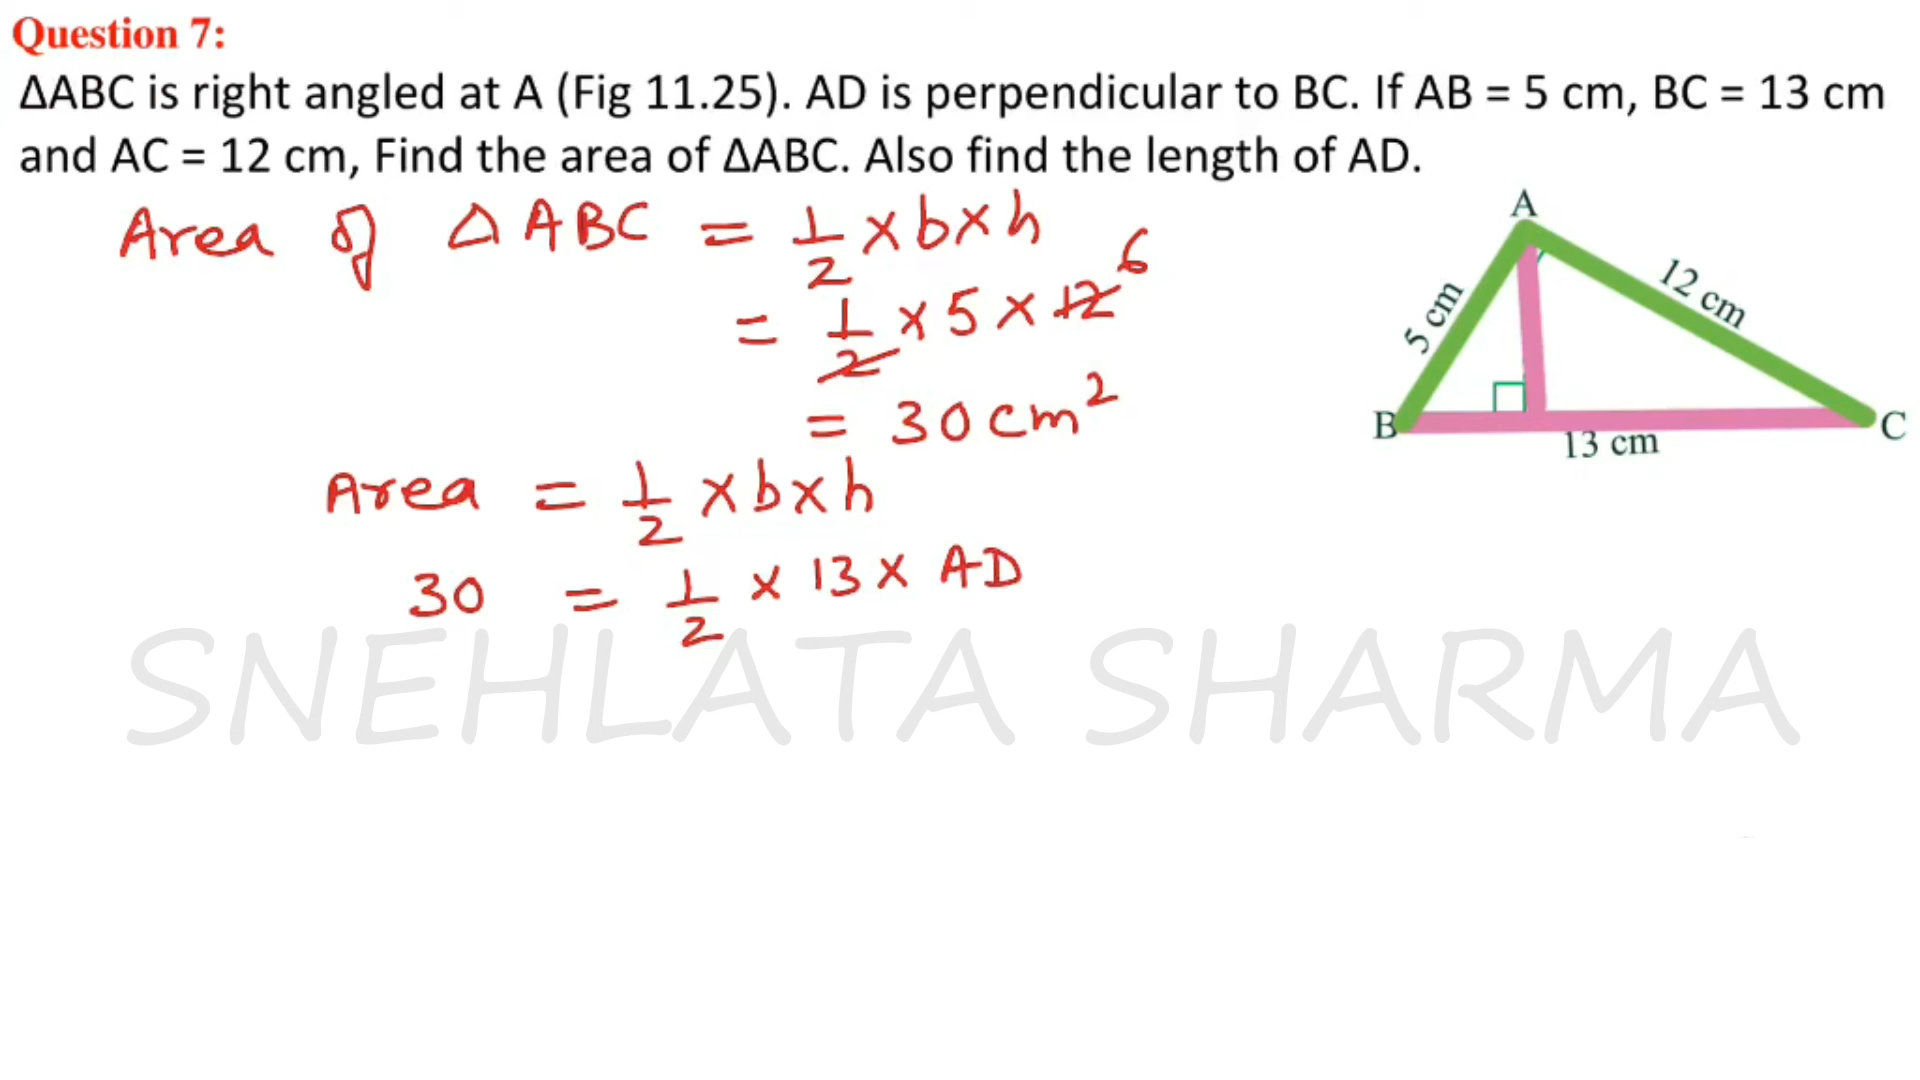 Question 7:
ΔABC is right angled at A (Fig 11.25). AD is perpendicular to BC. If AB = 5 cm, BC = 13 cm
and AC = 12 cm, Find the area of ΔABC. Also find the length of AD.
Area of Δ ABC = 1/2 × b × h
= 1/2 × 5 × 12 6
= 30 cm²
Area = 1/2 × b × h
30 = 1/2 × 13 × AD
A
5 cm
12 cm
B
C
13 cm
SNEHLATA SHARMA